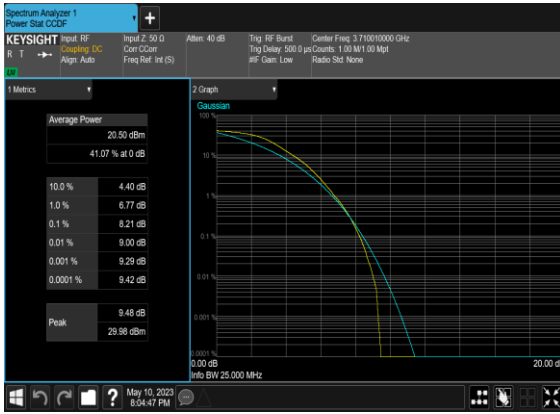 Spectrum Analyzer 1
Power Stat CCDF
KEYSIGHT
R T
LV
Input: RF
Coupling: DC
Align: Auto
Input Z: 50 Ω
Corr CCorr
Freq Ref: Int (S)
Atten: 40 dB
Trig: RF Burst
Trig Delay: 500.0 µs
#IF Gain: Low
Center Freq: 3.710010000 GHz
Counts: 1.00 M/1.00 Mpt
Radio Std: None
1 Metrics
Average Power
20.50 dBm
41.07 % at 0 dB
10.0 % 4.40 dB
1.0 % 6.77 dB
0.1 % 8.21 dB
0.01 % 9.00 dB
0.001 % 9.29 dB
0.0001 % 9.42 dB
Peak
9.48 dB
29.98 dBm
2 Graph
Gaussian
100 %
10 %
1 %
0.1 %
0.01 %
0.001 %
0.0001 %
0.00 dB
20.00 d
Info BW 25.000 MHz
?
May 10, 2023
8:04:47 PM